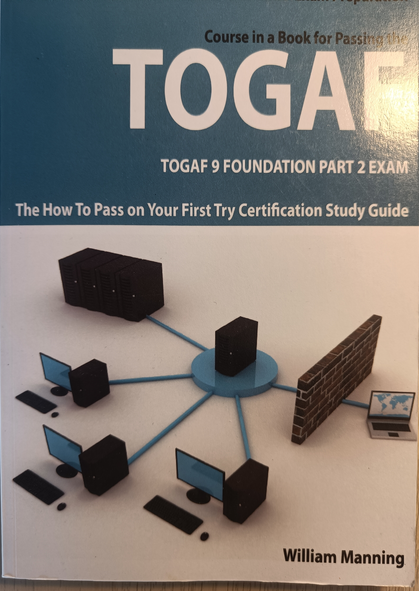 Course in a Book for Passing the
TOGAF
TOGAF 9 FOUNDATION PART 2 EXAM
The How To Pass on Your First Try Certification Study Guide
William Manning